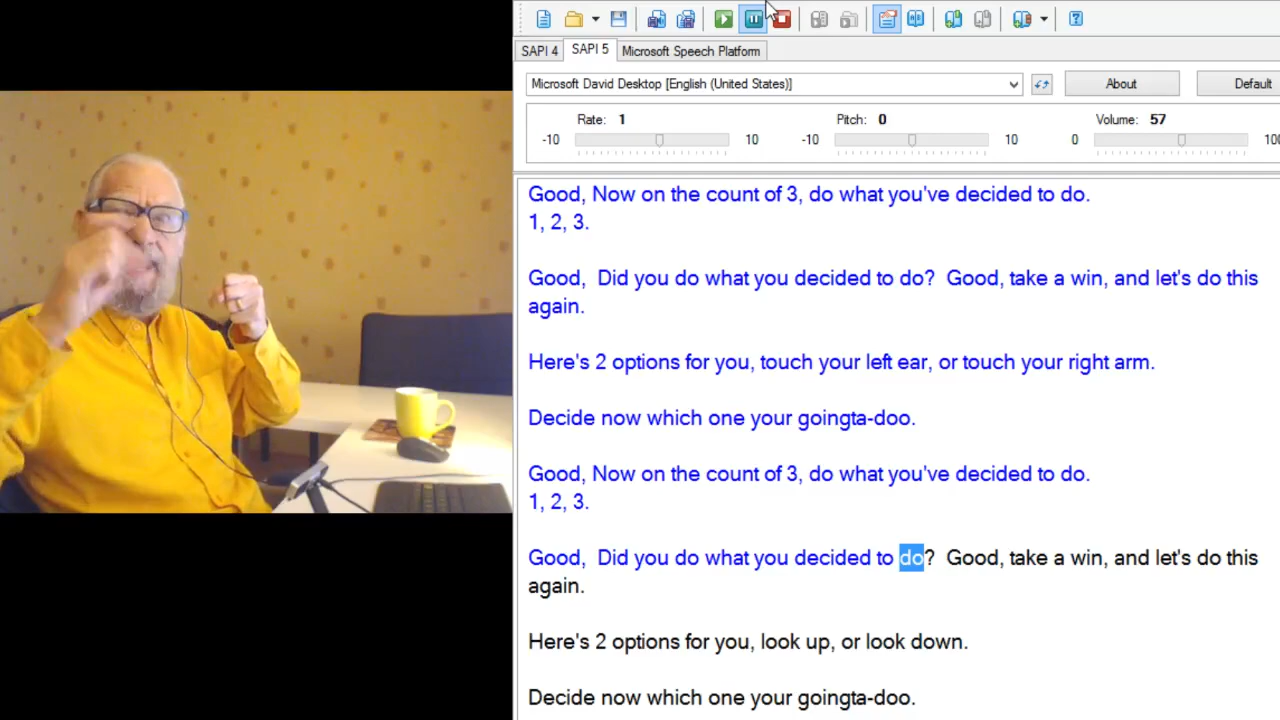 SAPI 4 SAPI 5 Microsoft Speech Platform
Microsoft David Desktop [English (United States)] About Default
Rate: 1 Pitch: 0 Volume: 57
-10 10 -10 10 0 100
Good, Now on the count of 3, do what you've decided to do.
1, 2, 3.
Good,  Did you do what you decided to do?  Good, take a win, and let's do this
again.
Here's 2 options for you, touch your left ear, or touch your right arm.
Decide now which one your goingta-doo.
Good, Now on the count of 3, do what you've decided to do.
1, 2, 3.
Good,  Did you do what you decided to do?  Good, take a win, and let's do this
again.
Here's 2 options for you, look up, or look down.
Decide now which one your goingta-doo.